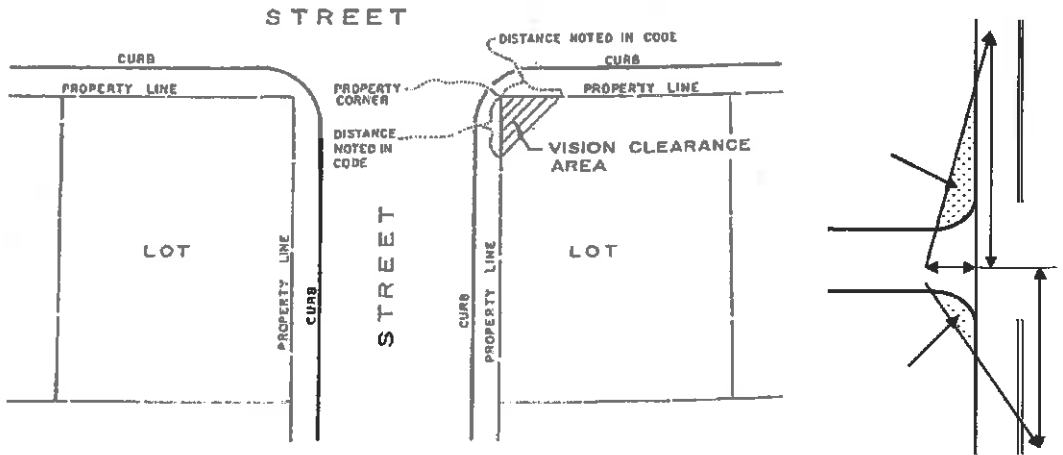 STREET
DISTANCE NOTED IN CODE
CURB
CURB
PROPERTY LINE
PROPERTY
CORNER
PROPERTY LINE
DISTANCE
NOTED IN
CODE
VISION CLEARANCE
AREA
LOT
PROPERTY LINE
CURB
STREET
CURB
PROPERTY LINE
LOT